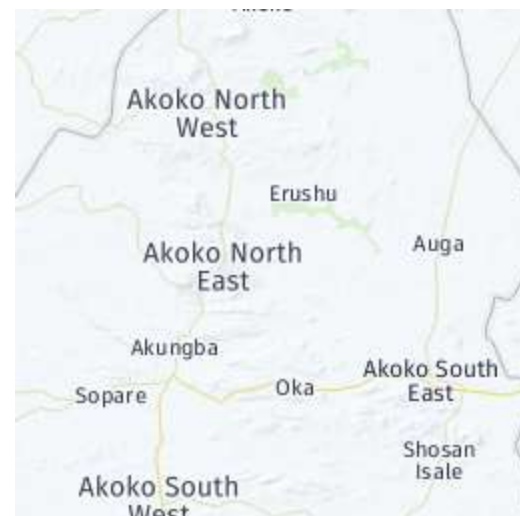 Akoko North
West
Erushu
Auga
Akoko North
East
Akungba
Akoko South
East
Sopare
Oka
Shosan
Isale
Akoko South
West